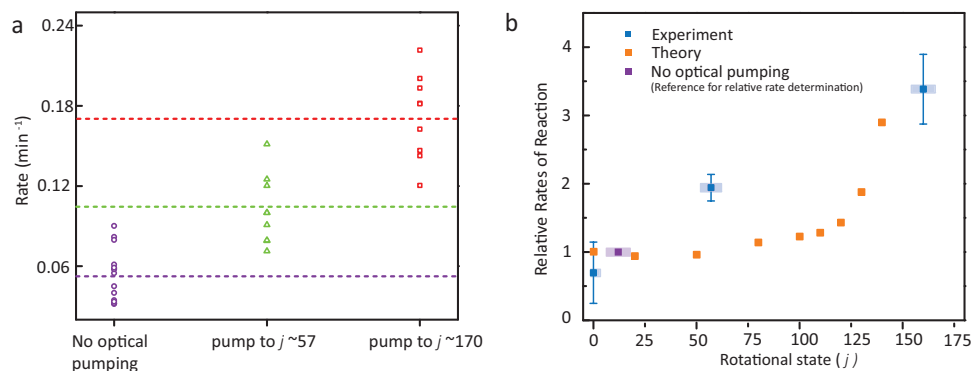 a
0.24
0.18
0.12
0.06
Rate (min⁻¹)
No optical pumping
pump to j ~57
pump to j ~170
b
Experiment
Theory
No optical pumping
(Reference for relative rate determination)
5
4
3
2
1
0
Relative Rates of Reaction
0 25 50 75 100 125 150 175
Rotational state ( j )